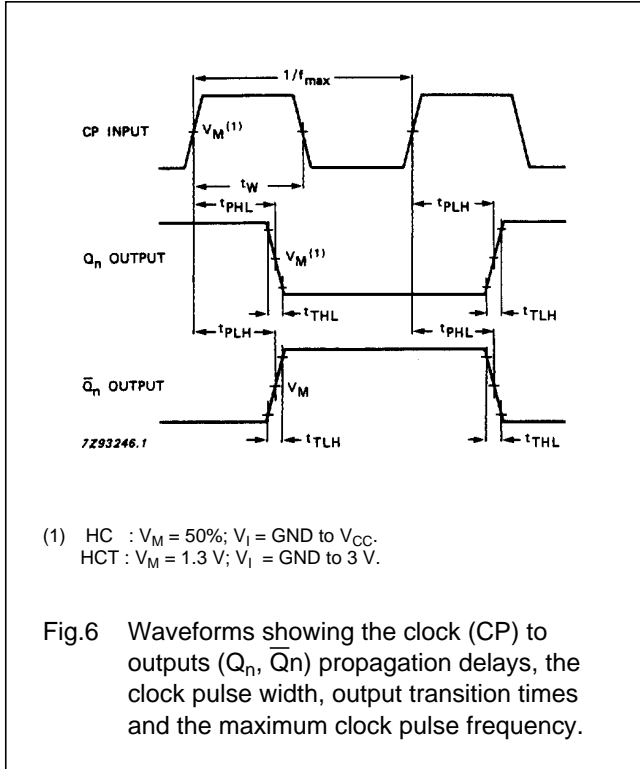 1/fmax
CP INPUT
VM(1)
tW
tPHL
tPLH
Qn OUTPUT
VM(1)
tTHL
tTLH
tPLH
tPHL
Q̅n OUTPUT
VM
tTLH
tTHL
7Z93246.1
(1) HC : VM = 50%; VI = GND to VCC.
HCT : VM = 1.3 V; VI = GND to 3 V.
Fig.6 Waveforms showing the clock (CP) to
outputs (Qn, Q̅n) propagation delays, the
clock pulse width, output transition times
and the maximum clock pulse frequency.